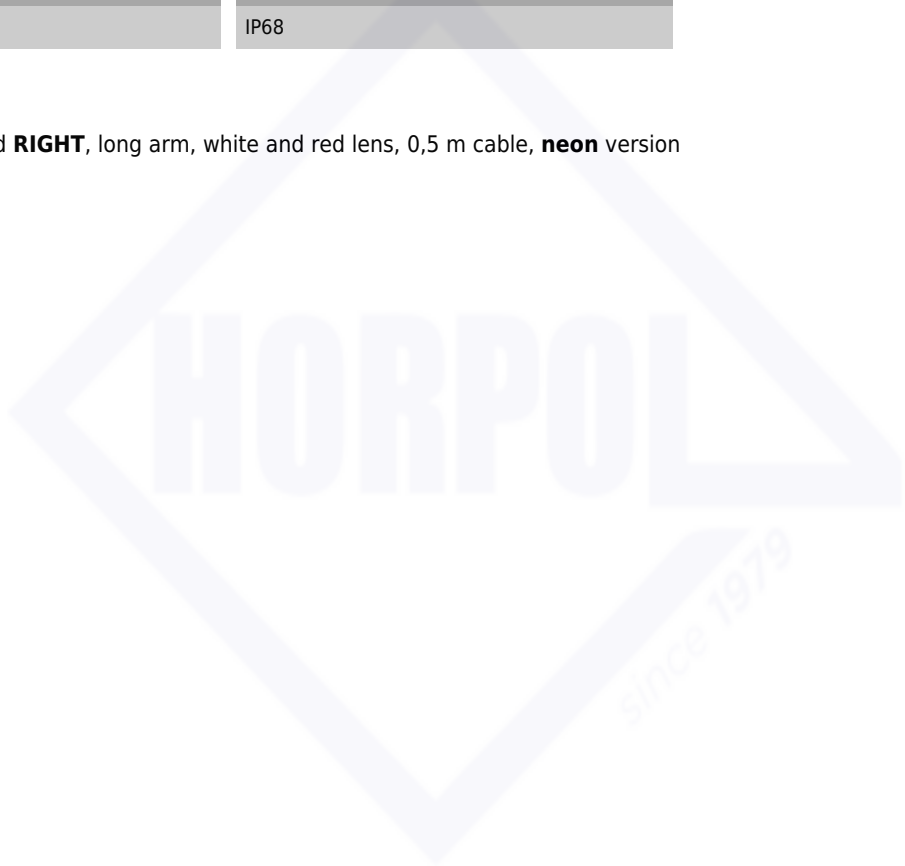 IP68
d RIGHT, long arm, white and red lens, 0,5 m cable, neon version
HORPOL
since 1979